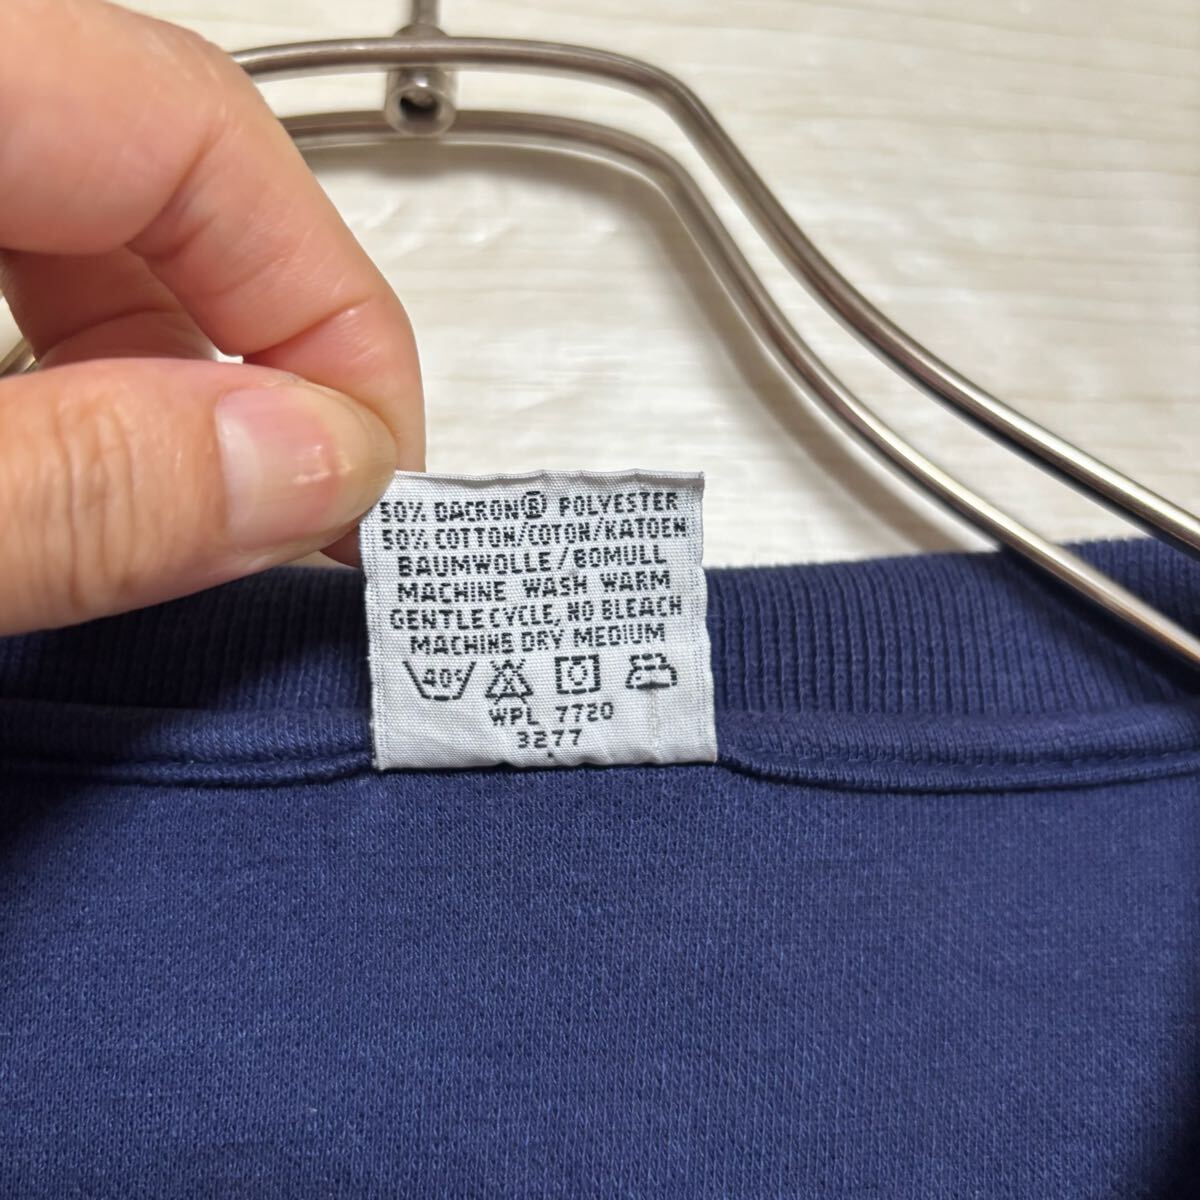 50% DACRON® POLYESTER
50% COTTON/COTON/KATOEN
BAUMWOLLE/BOMULL
MACHINE WASH WARM
GENTLE CYCLE, NO BLEACH
MACHINE DRY MEDIUM
40°
WPL 7720
3277